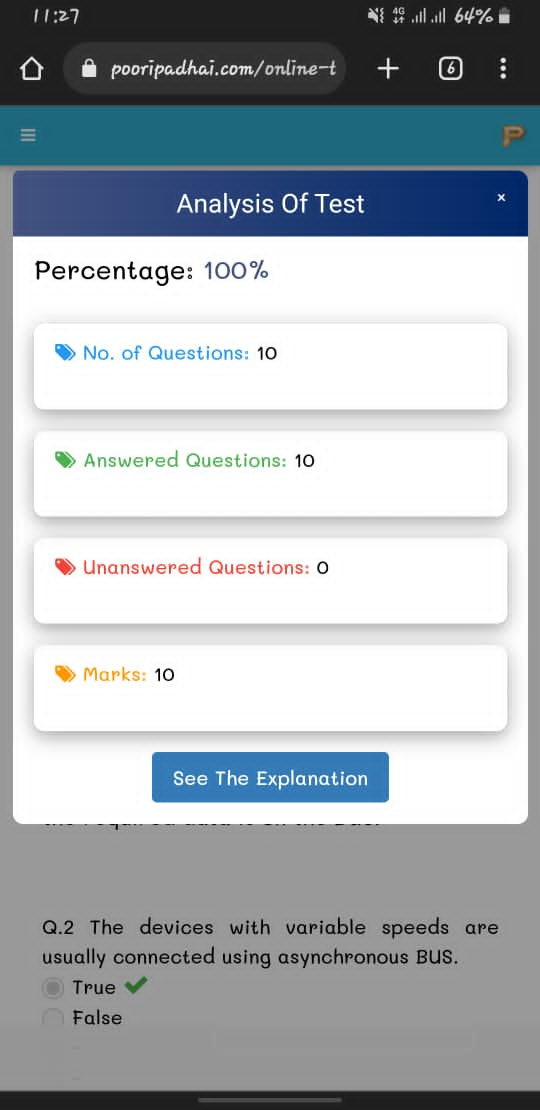 11:27
4G
64%
pooripadhai.com/online-t
6
P
Analysis Of Test
x
Percentage: 100%
No. of Questions: 10
Answered Questions: 10
Unanswered Questions: 0
Marks: 10
See The Explanation
Q.2 The devices with variable speeds are
usually connected using asynchronous BUS.
True
False